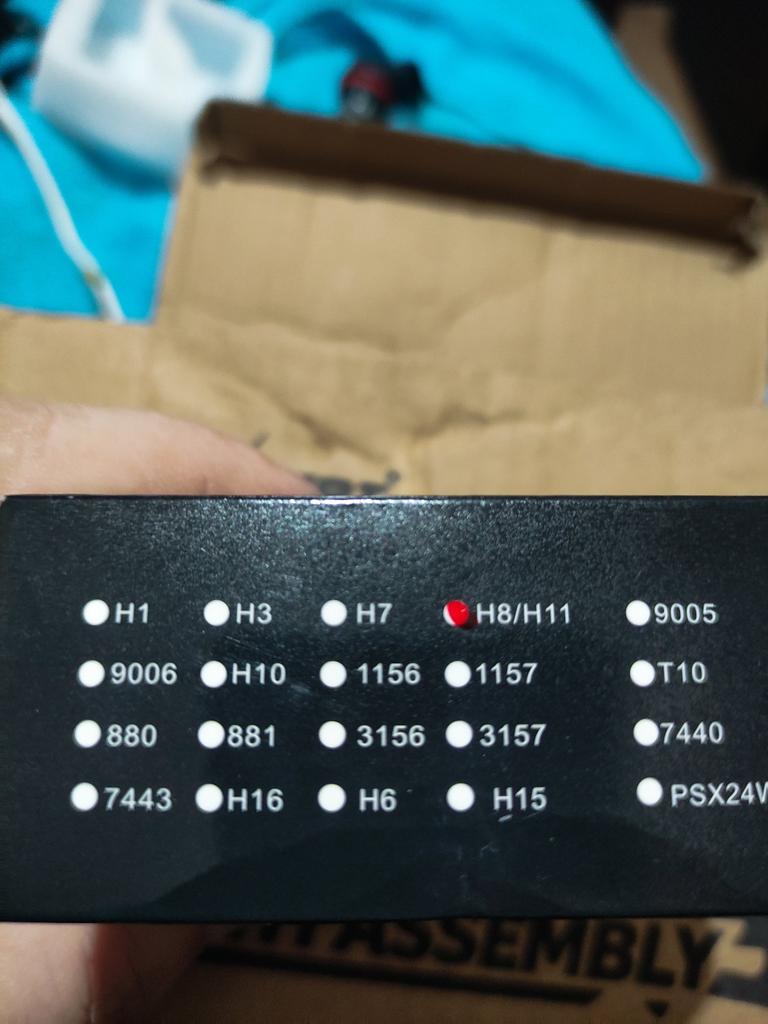 H1 H3 H7 H8/H11 9005
9006 H10 1156 1157 T10
880 881 3156 3157 7440
7443 H16 H6 H15 PSX24W
ASSEMBLY